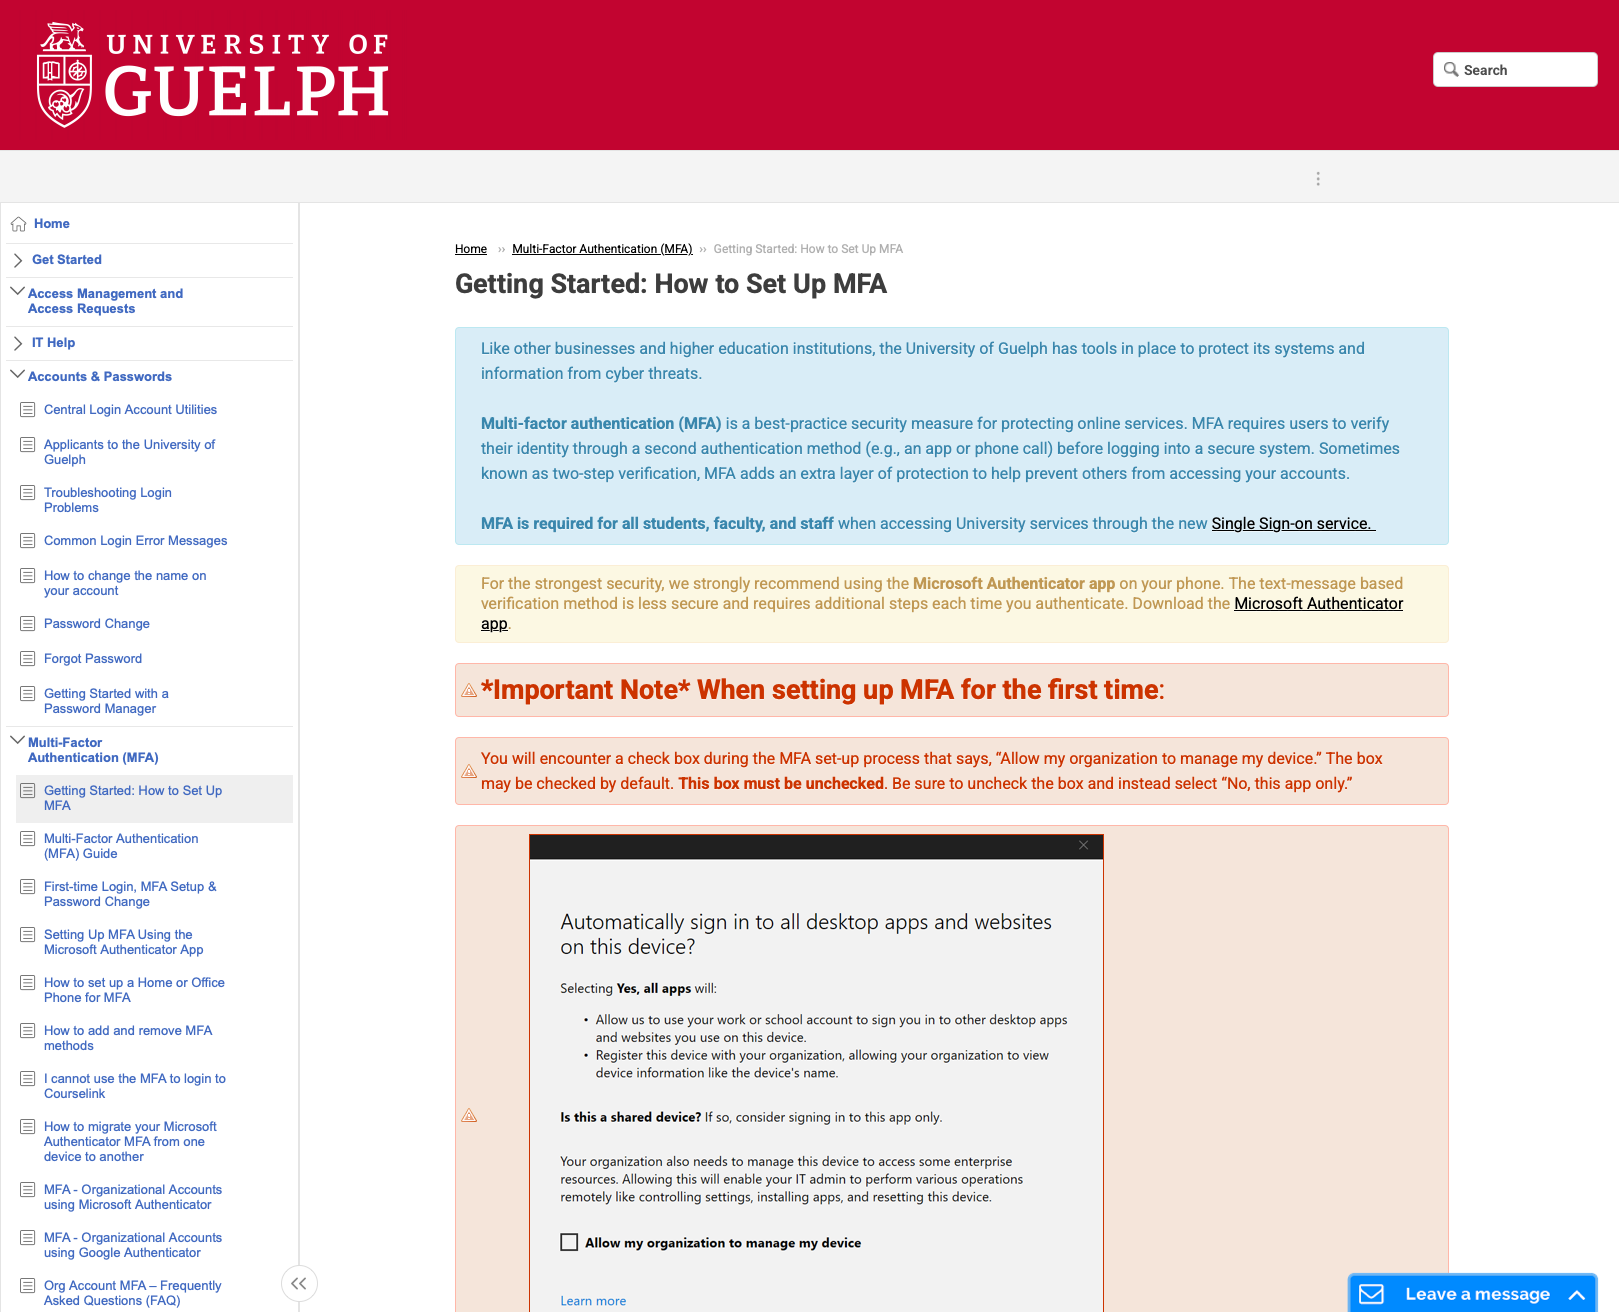 UNIVERSITY OF
GUELPH
Search
Home
Get Started
Access Management and
Access Requests
IT Help
Accounts & Passwords
Central Login Account Utilities
Applicants to the University of
Guelph
Troubleshooting Login
Problems
Common Login Error Messages
How to change the name on
your account
Password Change
Forgot Password
Getting Started with a
Password Manager
Multi-Factor
Authentication (MFA)
Getting Started: How to Set Up
MFA
Multi-Factor Authentication
(MFA) Guide
First-time Login, MFA Setup &
Password Change
Setting Up MFA Using the
Microsoft Authenticator App
How to set up a Home or Office
Phone for MFA
How to add and remove MFA
methods
I cannot use the MFA to login to
Courselink
How to migrate your Microsoft
Authenticator MFA from one
device to another
MFA - Organizational Accounts
using Microsoft Authenticator
MFA - Organizational Accounts
using Google Authenticator
Org Account MFA – Frequently
Asked Questions (FAQ)
Home ›› Multi-Factor Authentication (MFA) ›› Getting Started: How to Set Up MFA
Getting Started: How to Set Up MFA
Like other businesses and higher education institutions, the University of Guelph has tools in place to protect its systems and
information from cyber threats.
Multi-factor authentication (MFA) is a best-practice security measure for protecting online services. MFA requires users to verify
their identity through a second authentication method (e.g., an app or phone call) before logging into a secure system. Sometimes
known as two-step verification, MFA adds an extra layer of protection to help prevent others from accessing your accounts.
MFA is required for all students, faculty, and staff when accessing University services through the new Single Sign-on service.
For the strongest security, we strongly recommend using the Microsoft Authenticator app on your phone. The text-message based
verification method is less secure and requires additional steps each time you authenticate. Download the Microsoft Authenticator
app.
*Important Note* When setting up MFA for the first time:
You will encounter a check box during the MFA set-up process that says, “Allow my organization to manage my device.” The box
may be checked by default. This box must be unchecked. Be sure to uncheck the box and instead select “No, this app only.”
Automatically sign in to all desktop apps and websites
on this device?
Selecting Yes, all apps will:
• Allow us to use your work or school account to sign you in to other desktop apps
and websites you use on this device.
• Register this device with your organization, allowing your organization to view
device information like the device's name.
Is this a shared device? If so, consider signing in to this app only.
Your organization also needs to manage this device to access some enterprise
resources. Allowing this will enable your IT admin to perform various operations
remotely like controlling settings, installing apps, and resetting this device.
Allow my organization to manage my device
Learn more
Leave a message